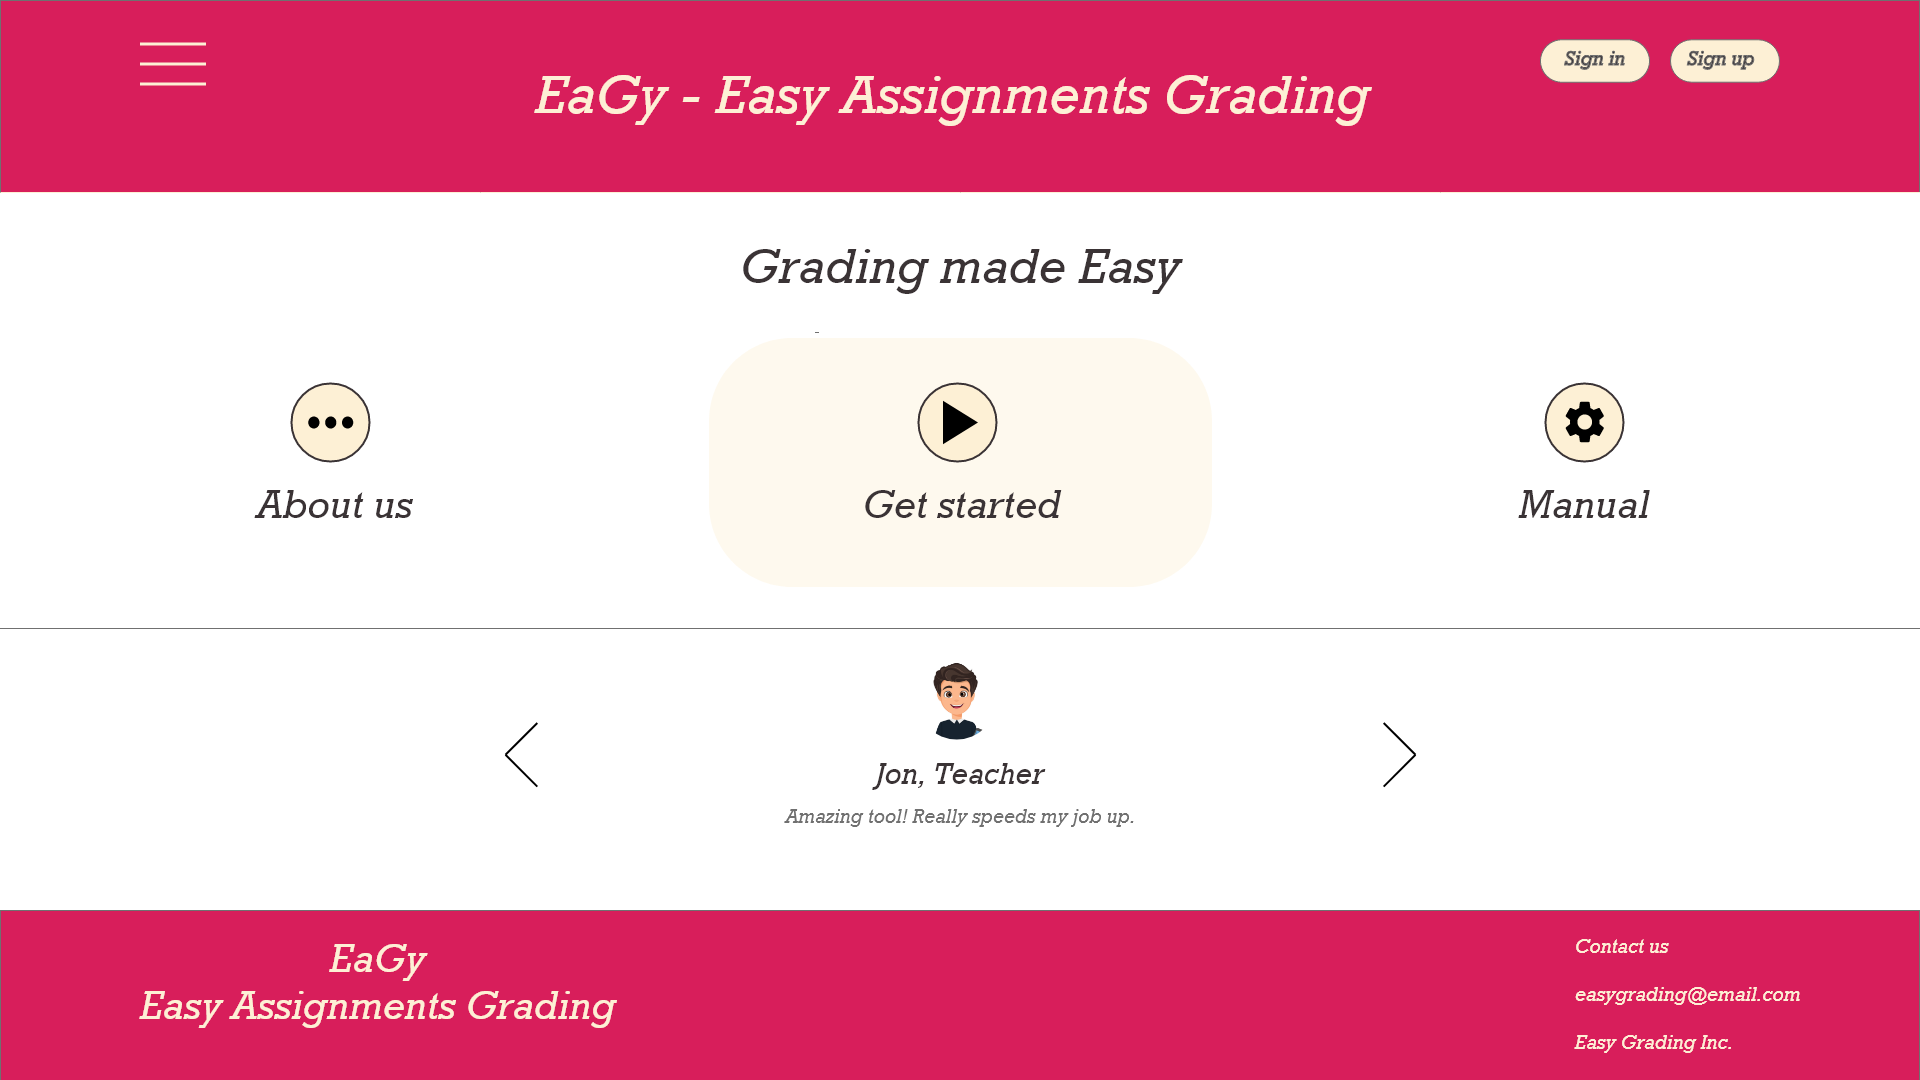 EaGy - Easy Assignments Grading
Sign in
Sign up
Grading made Easy
About us
Get started
Manual
Jon, Teacher
Amazing tool! Really speeds my job up.
EaGy
Easy Assignments Grading
Contact us
easygrading@email.com
Easy Grading Inc.